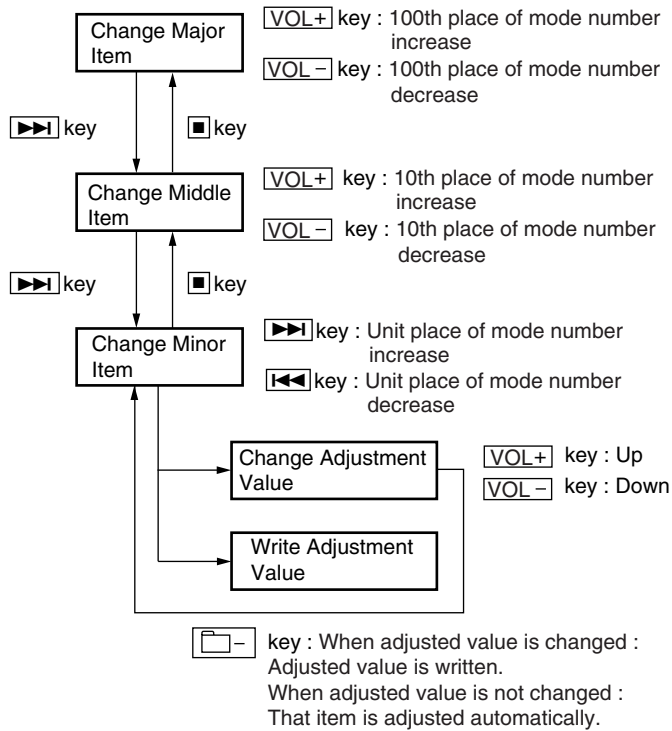 Change Major
Item
VOL+ key : 100th place of mode number
increase
VOL– key : 100th place of mode number
decrease
▶▶I key
■ key
Change Middle
Item
VOL+ key : 10th place of mode number
increase
VOL– key : 10th place of mode number
decrease
▶▶I key
■ key
Change Minor
Item
▶▶I key : Unit place of mode number
increase
I◀◀ key : Unit place of mode number
decrease
Change Adjustment
Value
VOL+ key : Up
VOL– key : Down
Write Adjustment
Value
– key : When adjusted value is changed :
Adjusted value is written.
When adjusted value is not changed :
That item is adjusted automatically.